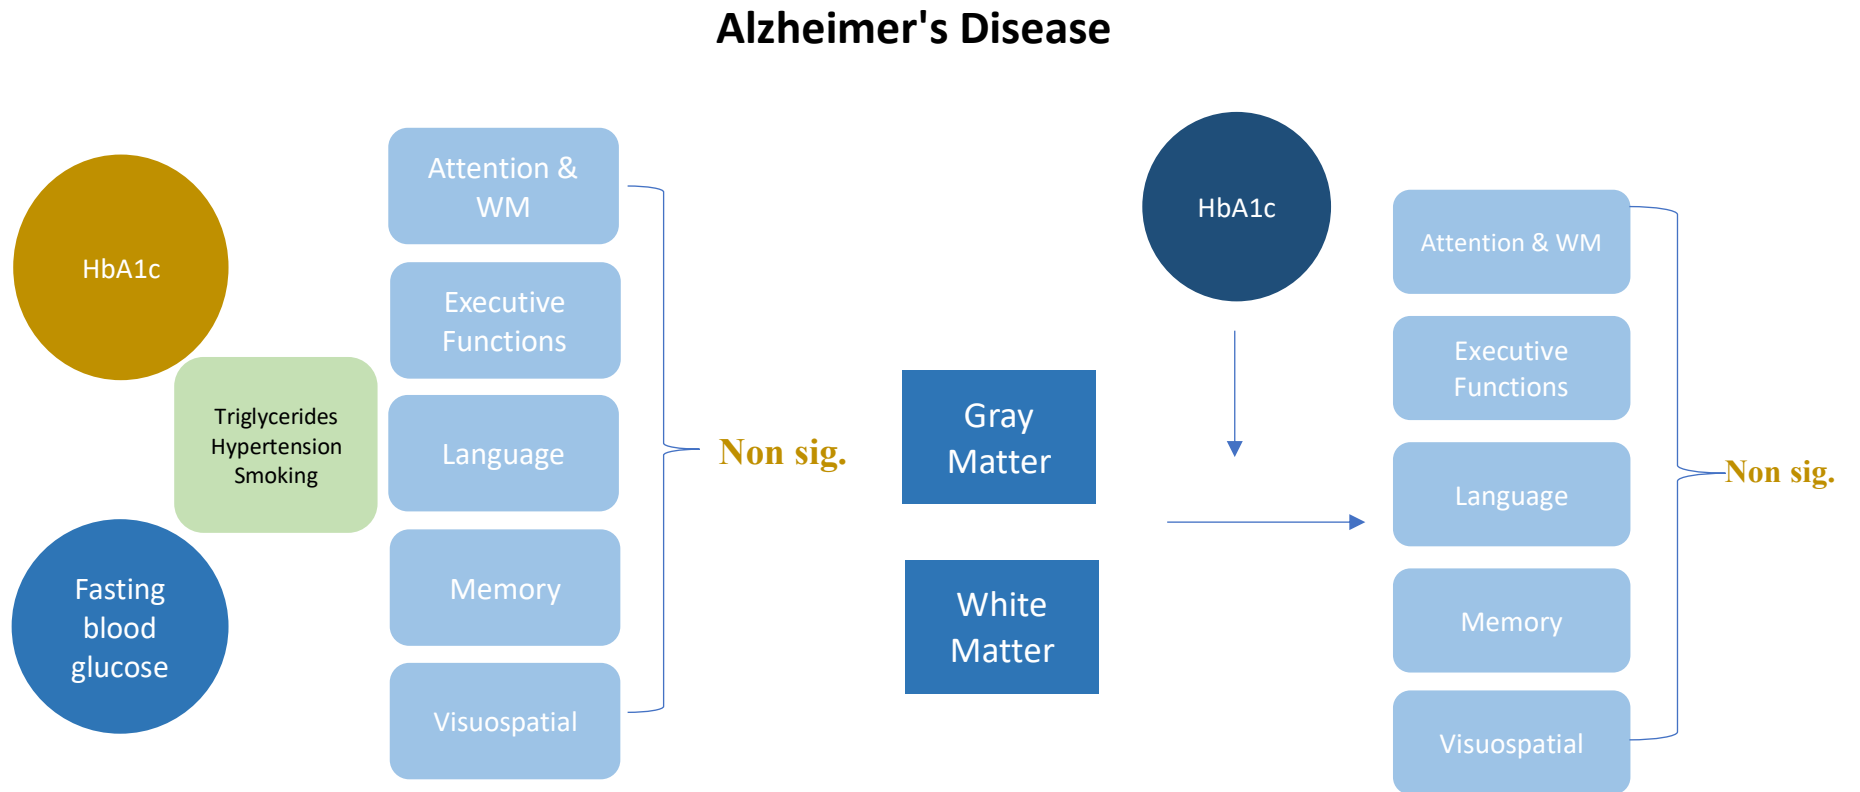 Alzheimer's Disease
HbA1c
Fasting
blood
glucose
Triglycerides
Hypertension
Smoking
Attention &
WM
Executive
Functions
Language
Memory
Visuospatial
Non sig.
Gray
Matter
White
Matter
HbA1c
Attention & WM
Executive
Functions
Language
Memory
Visuospatial
Non sig.